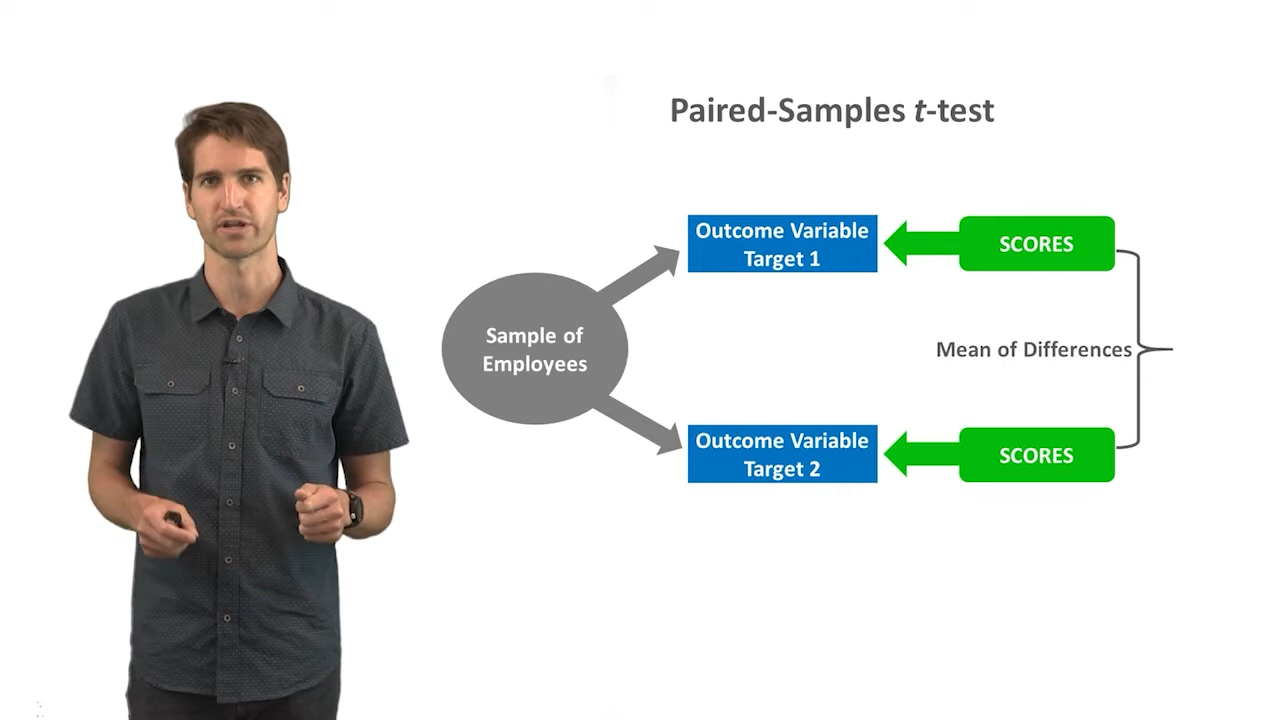 Paired-Samples t-test
Outcome Variable
Target 1
SCORES
Sample of
Employees
Mean of Differences
Outcome Variable
Target 2
SCORES